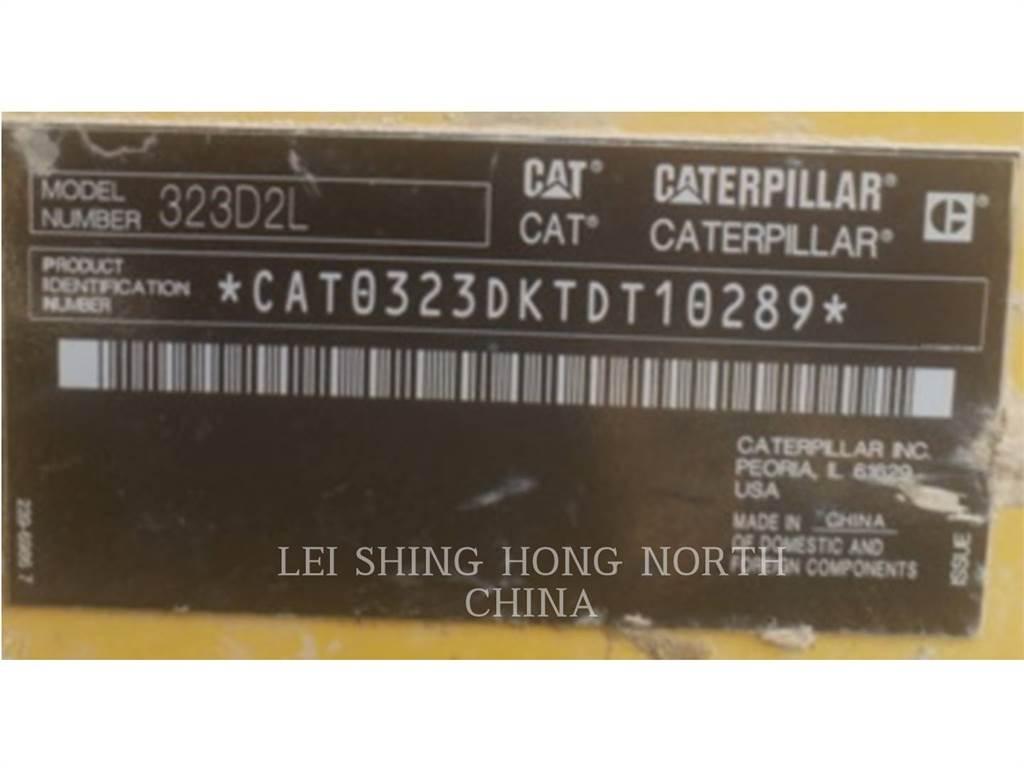 MODEL
NUMBER 323D2L
CAT® CATERPILLAR®
CAT® CATERPILLAR®
PRODUCT
IDENTIFICATION
NUMBER
*CAT0323DKTDT10289*
CATERPILLAR INC.
PEORIA, IL 61629
USA
MADE IN CHINA
OF DOMESTIC AND
FOREIGN COMPONENTS
ISSUE
LEI SHING HONG NORTH
CHINA